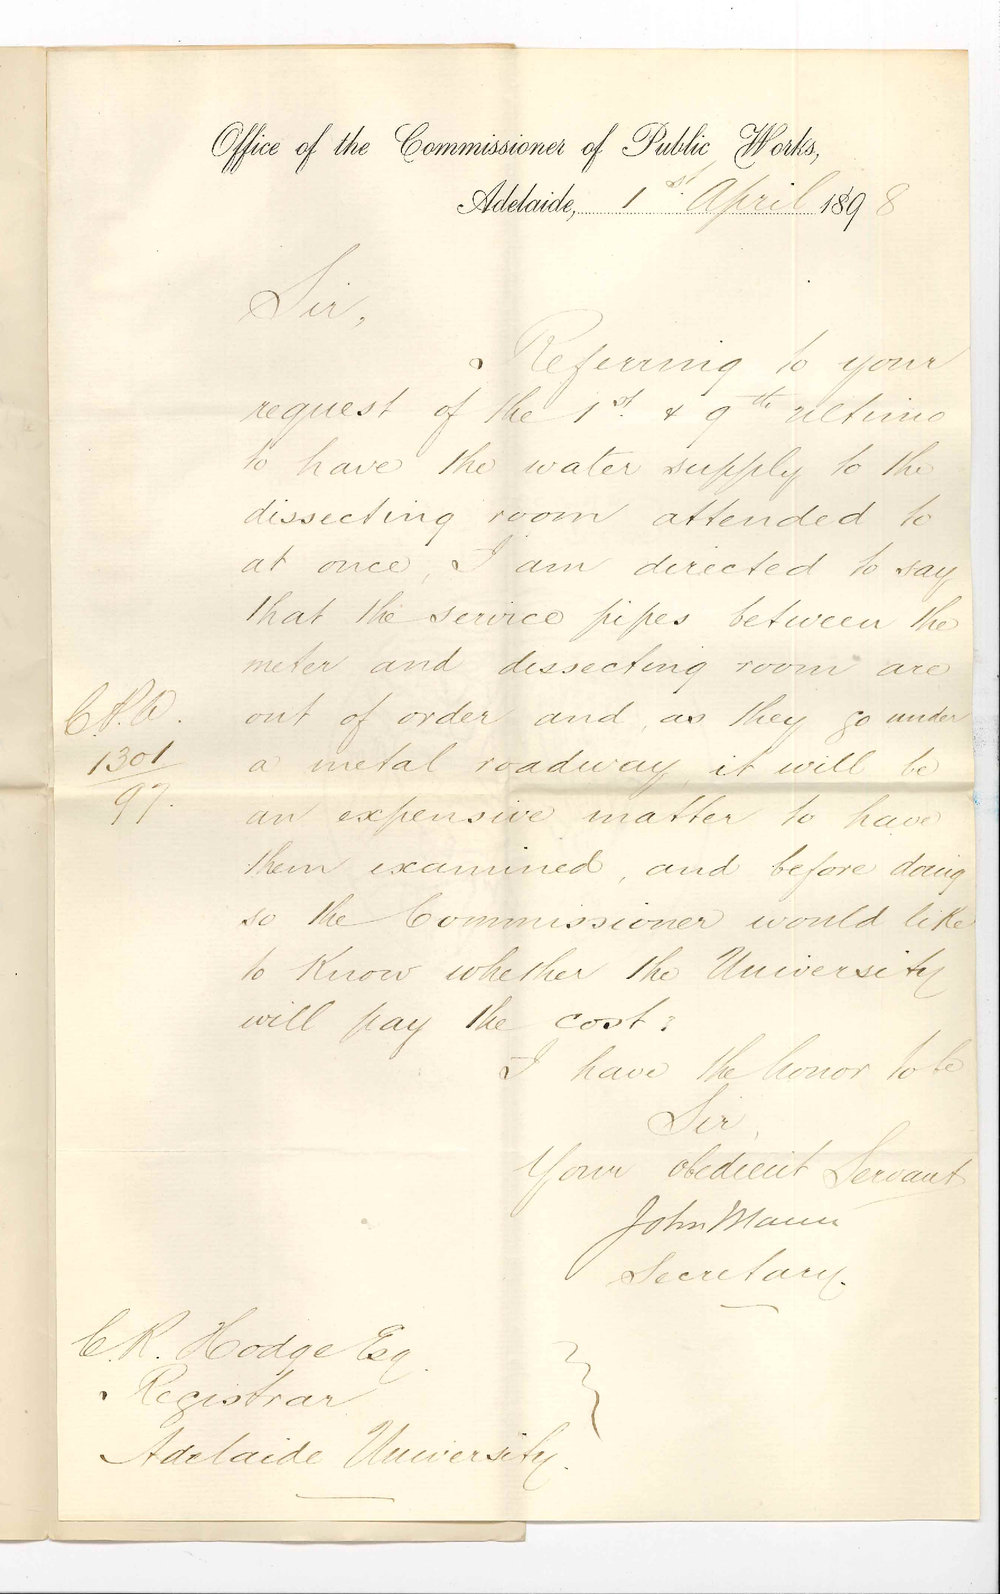 Office of the Commissioner of Public Works,
Adelaide, 1st April 1898
Sir,
Referring to your
request of the 1st. & 9th ultimo
to have the water supply to the
dissecting room attended to
at once, I am directed to say
that the service pipes between the
meter and dissecting room are
out of order and, as they go under
a metal roadway, it will be
an expensive matter to have
them examined, and before doing
so the Commissioner would like
to know whether the University
will pay the cost:
C.P.W.
1301/
97.
I have the honor to be
Sir,
Your obedient Servant
John Mann
Secretary.
C.R. Hodge Esq.
Registrar
Adelaide University.